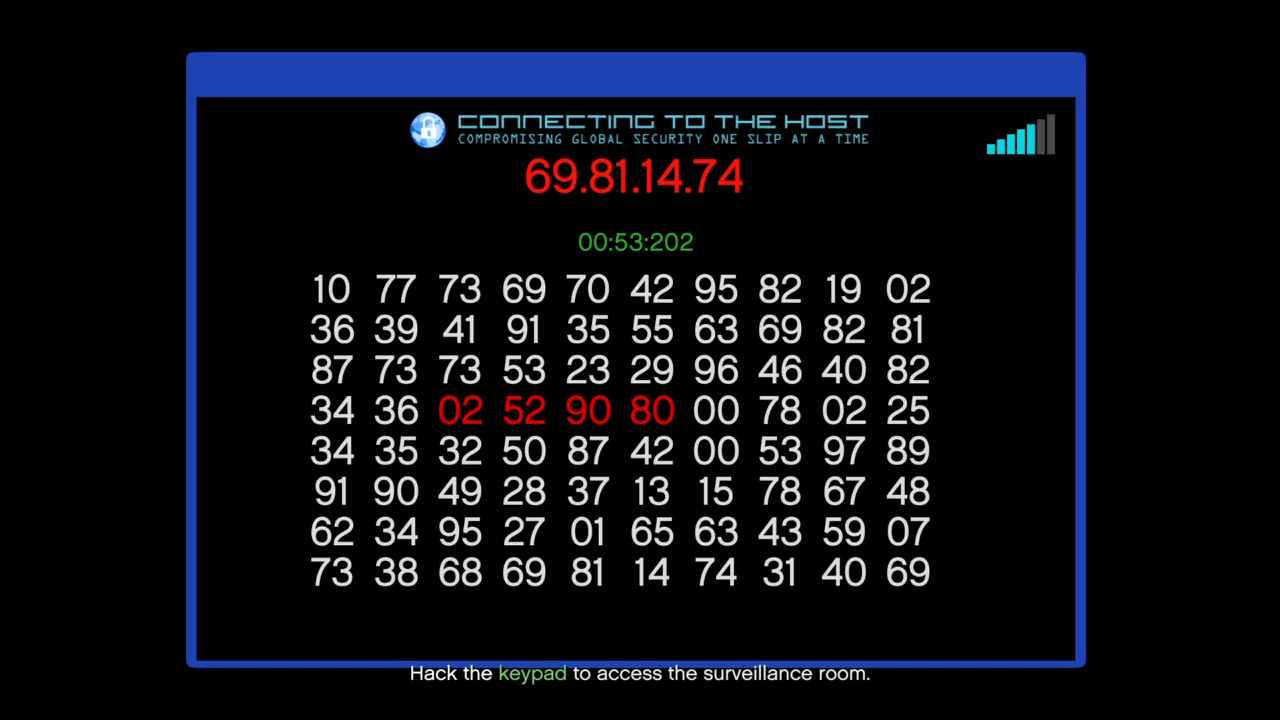 CONNECTING TO THE HOST
COMPROMISING GLOBAL SECURITY ONE SLIP AT A TIME
69.81.14.74
00:53:202
10 77 73 69 70 42 95 82 19 02
36 39 41 91 35 55 63 69 82 81
87 73 73 53 23 29 96 46 40 82
34 36 02 52 90 80 00 78 02 25
34 35 32 50 87 42 00 53 97 89
91 90 49 28 37 13 15 78 67 48
62 34 95 27 01 65 63 43 59 07
73 38 68 69 81 14 74 31 40 69
Hack the keypad to access the surveillance room.